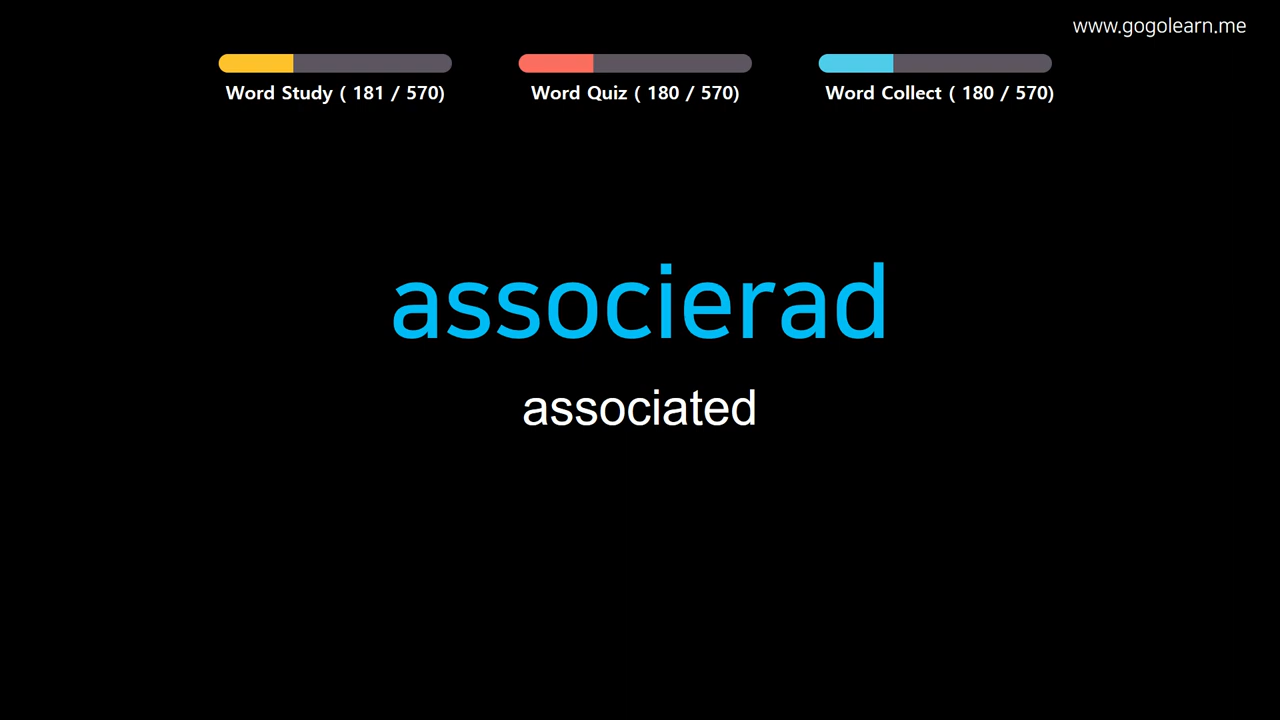 www.gogolearn.me
Word Study ( 181 / 570)
Word Quiz ( 180 / 570)
Word Collect ( 180 / 570)
associerad
associated